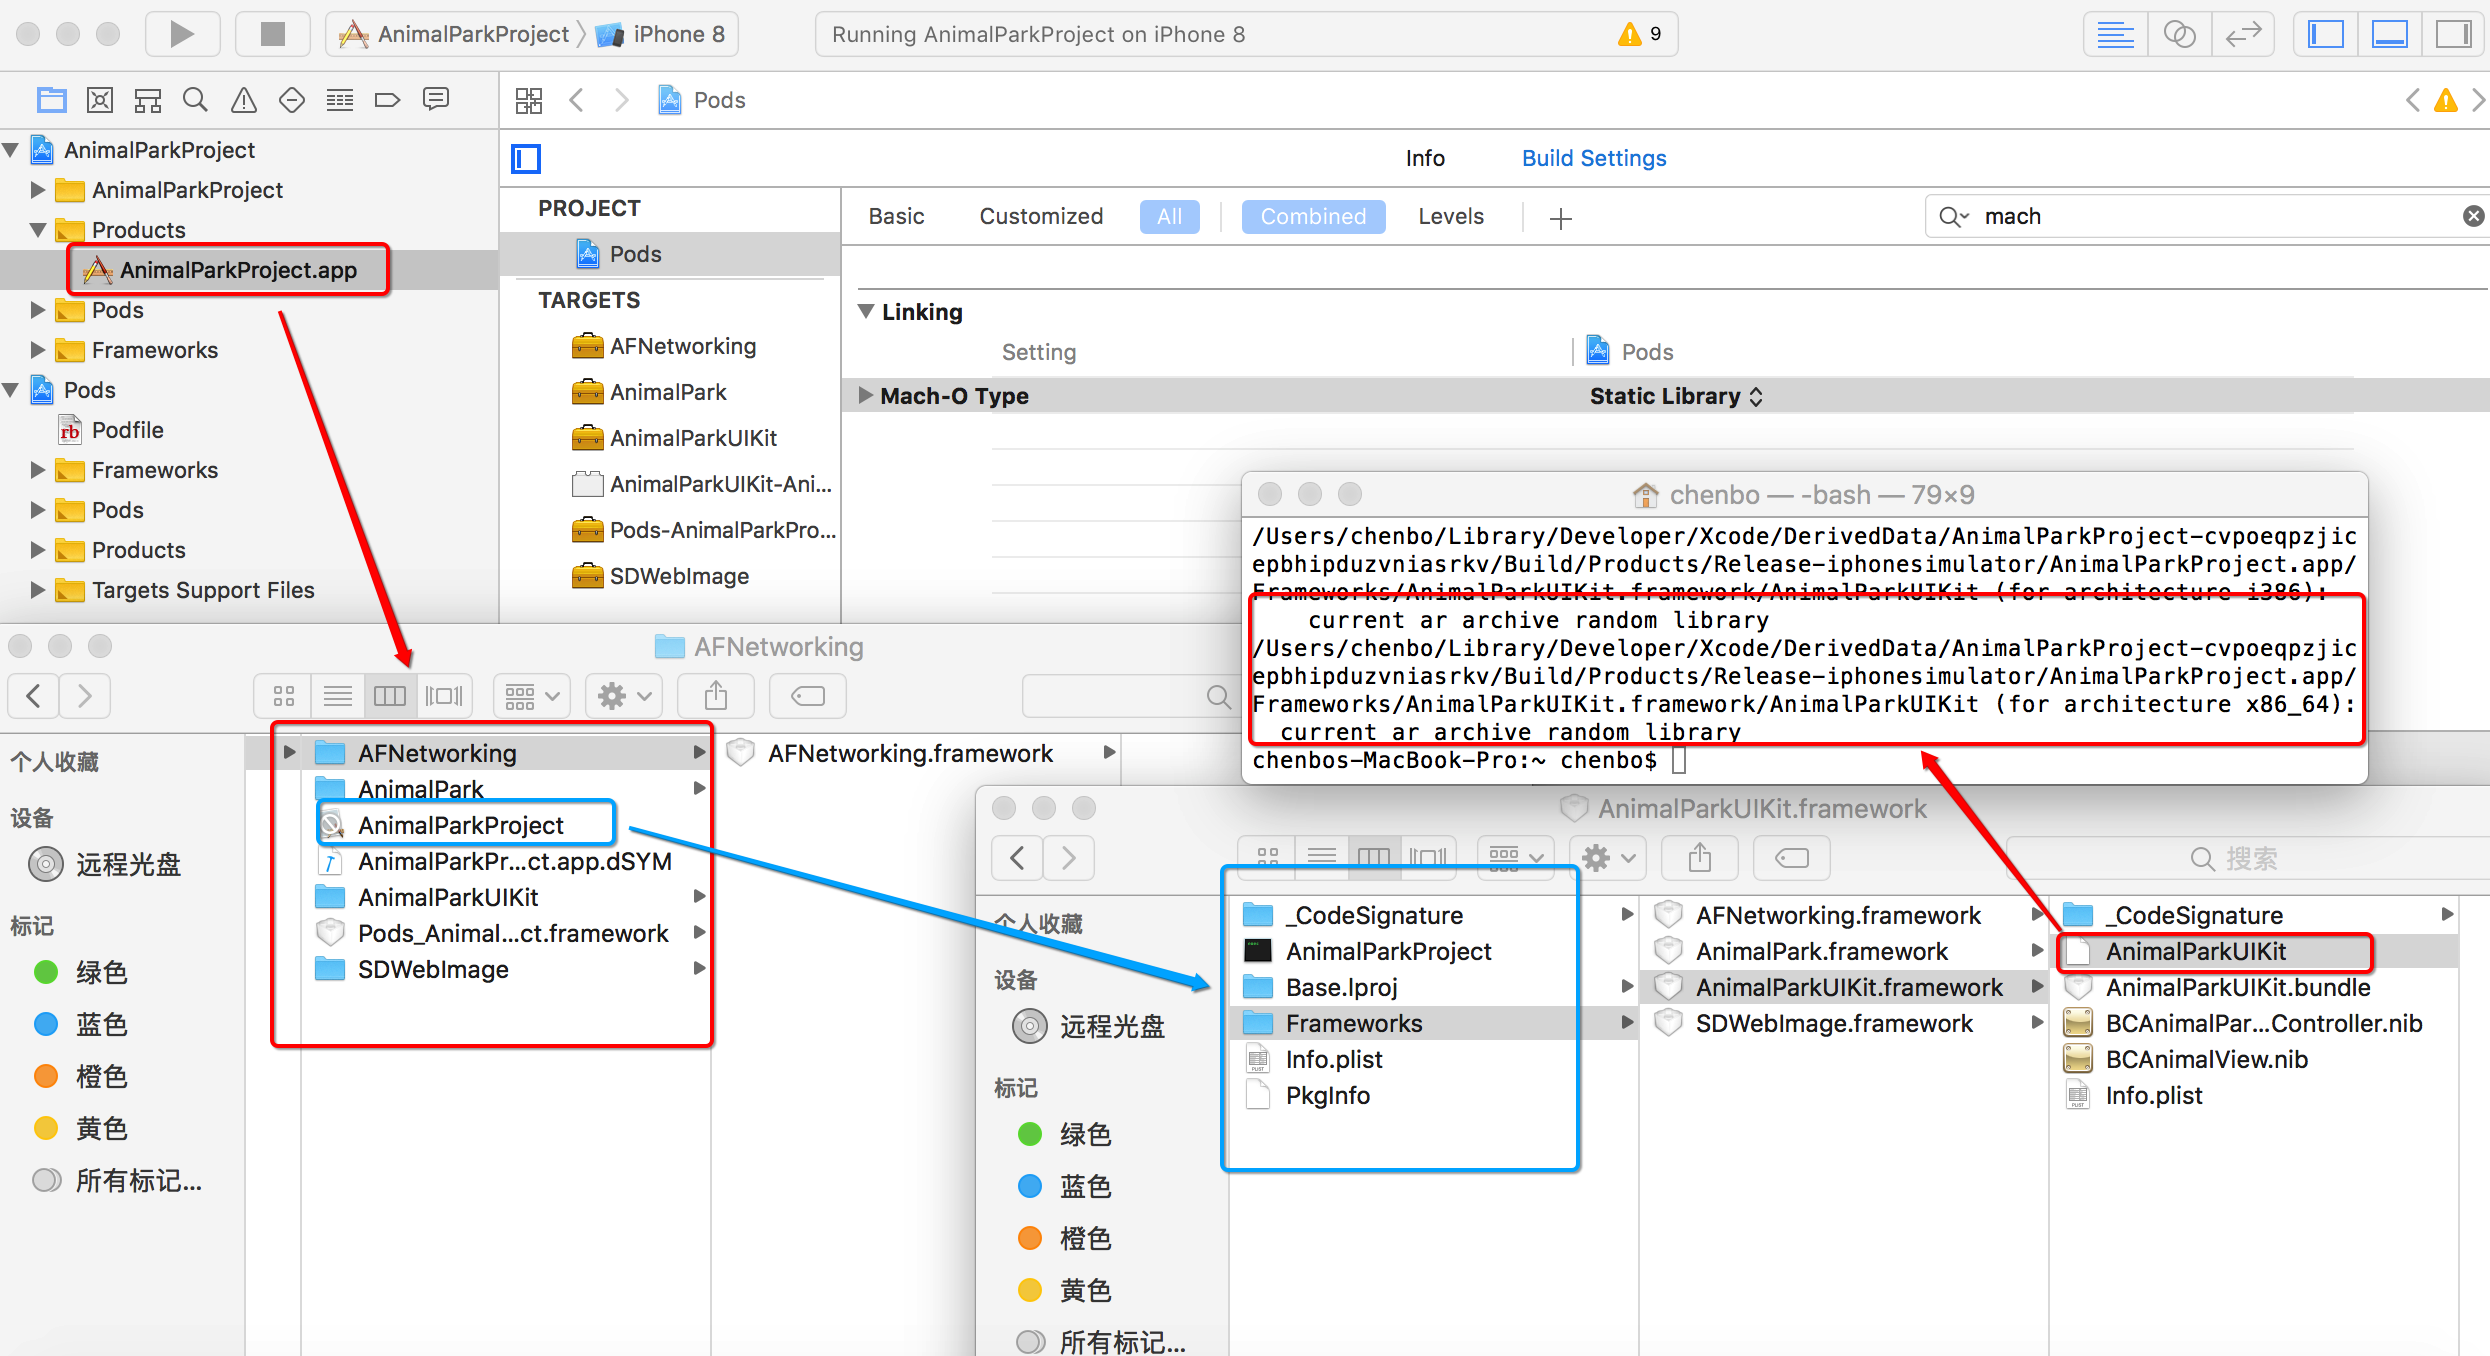 AnimalParkProject
iPhone 8
Running AnimalParkProject on iPhone 8
9
Pods
AnimalParkProject
AnimalParkProject
Products
AnimalParkProject.app
Pods
Frameworks
Pods
Podfile
Frameworks
Pods
Products
Targets Support Files
Info
Build Settings
PROJECT
Pods
TARGETS
AFNetworking
AnimalPark
AnimalParkUIKit
AnimalParkUIKit-Ani...
Pods-AnimalParkPro...
SDWebImage
Basic
Customized
All
Combined
Levels
mach
Linking
Setting
Pods
Mach-O Type
Static Library
chenbo — -bash — 79×9
/Users/chenbo/Library/Developer/Xcode/DerivedData/AnimalParkProject-cvpoeqpzjic
epbhipduzvniasrkv/Build/Products/Release-iphonesimulator/AnimalParkProject.app/
Frameworks/AnimalParkUIKit.framework/AnimalParkUIKit (for architecture i386):
current ar archive random library
/Users/chenbo/Library/Developer/Xcode/DerivedData/AnimalParkProject-cvpoeqpzjic
epbhipduzvniasrkv/Build/Products/Release-iphonesimulator/AnimalParkProject.app/
Frameworks/AnimalParkUIKit.framework/AnimalParkUIKit (for architecture x86_64):
current ar archive random library
chenbos-MacBook-Pro:~ chenbo$
AFNetworking
个人收藏
设备
远程光盘
标记
绿色
蓝色
橙色
黄色
所有标记...
AFNetworking
AnimalPark
AnimalParkProject
AnimalParkPr...ct.app.dSYM
AnimalParkUIKit
Pods_Animal...ct.framework
SDWebImage
AFNetworking.framework
AnimalParkUIKit.framework
搜索
个人收藏
设备
远程光盘
标记
绿色
蓝色
橙色
黄色
所有标记...
_CodeSignature
AnimalParkProject
Base.lproj
Frameworks
Info.plist
PkgInfo
AFNetworking.framework
AnimalPark.framework
AnimalParkUIKit.framework
SDWebImage.framework
_CodeSignature
AnimalParkUIKit
AnimalParkUIKit.bundle
BCAnimalPar...Controller.nib
BCAnimalView.nib
Info.plist